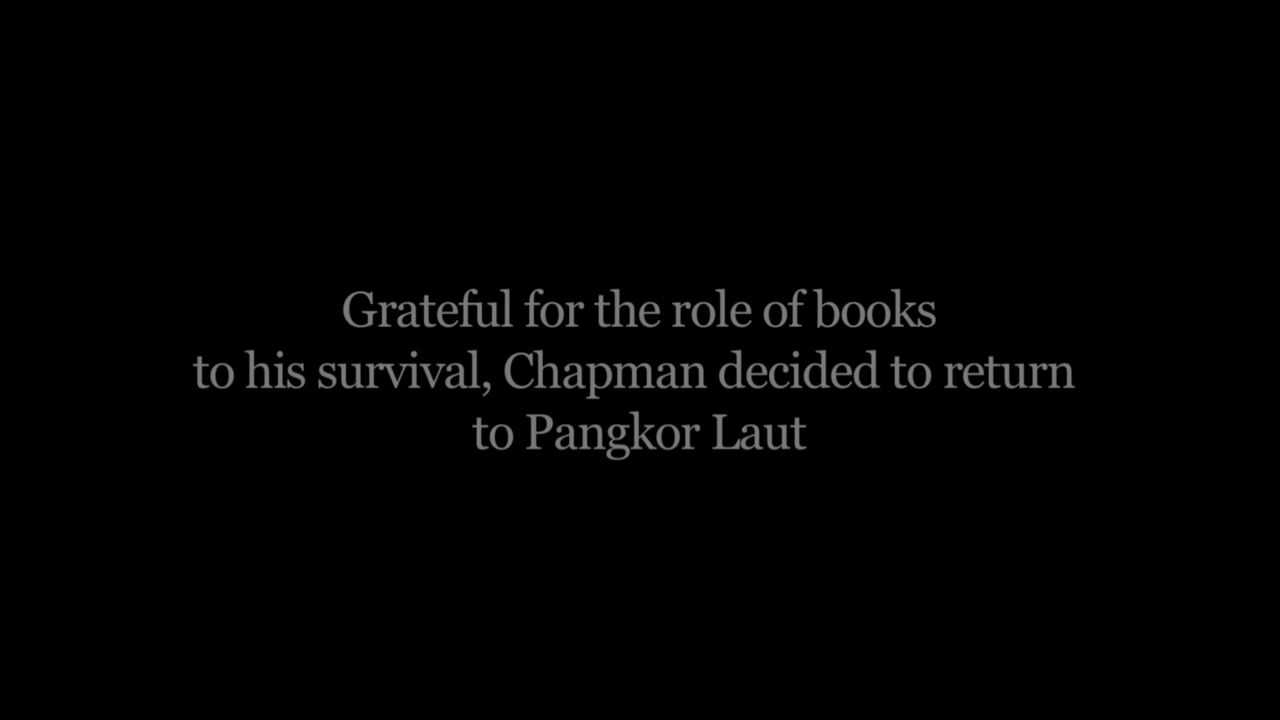 Grateful for the role of books
to his survival, Chapman decided to return
to Pangkor Laut